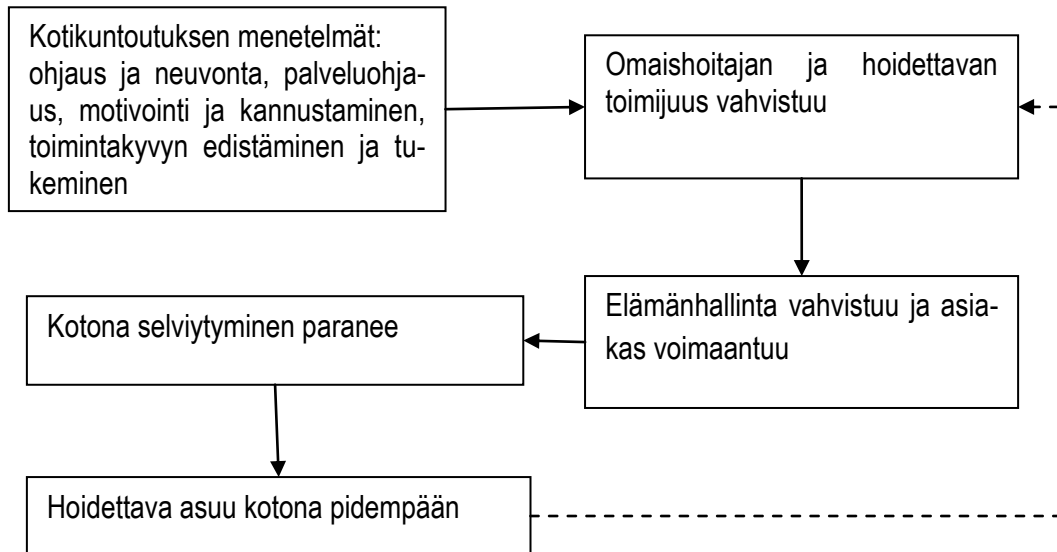 Kotikuntoutuksen menetelmät:
ohjaus ja neuvonta, palveluohja-
us, motivointi ja kannustaminen,
toimintakyvyn edistäminen ja tu-
keminen
Omaishoitajan ja hoidettavan
toimijuus vahvistuu
Elämänhallinta vahvistuu ja asia-
kas voimaantuu
Kotona selviytyminen paranee
Hoidettava asuu kotona pidempään